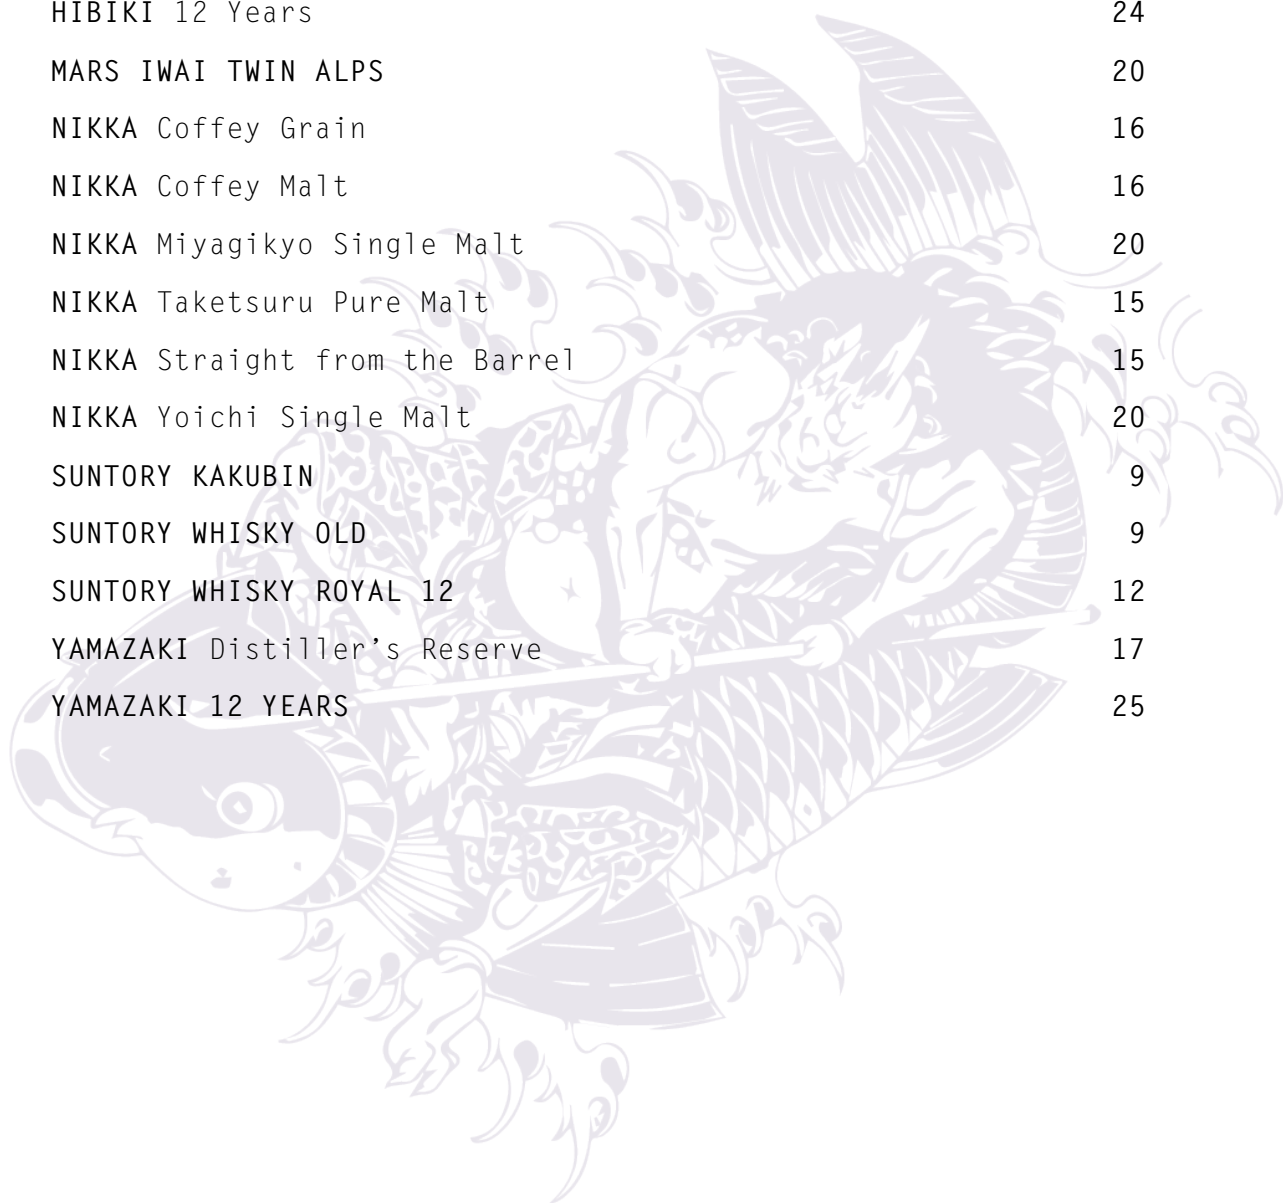 HIBIKI 12 Years 24
MARS IWAI TWIN ALPS 20
NIKKA Coffey Grain 16
NIKKA Coffey Malt 16
NIKKA Miyagikyo Single Malt 20
NIKKA Taketsuru Pure Malt 15
NIKKA Straight from the Barrel 15
NIKKA Yoichi Single Malt 20
SUNTORY KAKUBIN 9
SUNTORY WHISKY OLD 9
SUNTORY WHISKY ROYAL 12 12
YAMAZAKI Distiller’s Reserve 17
YAMAZAKI 12 YEARS 25